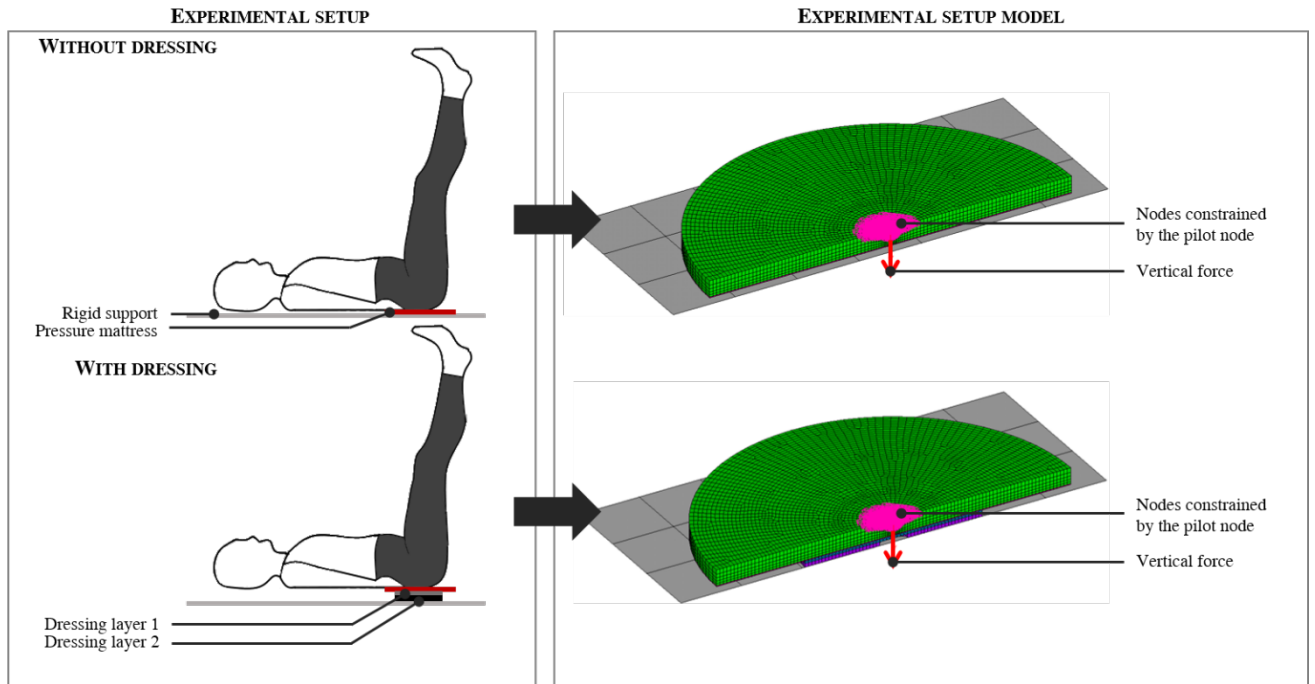 EXPERIMENTAL SETUP
WITHOUT DRESSING
Rigid support
Pressure mattress
WITH DRESSING
Dressing layer 1
Dressing layer 2
EXPERIMENTAL SETUP MODEL
Nodes constrained
by the pilot node
Vertical force
Nodes constrained
by the pilot node
Vertical force